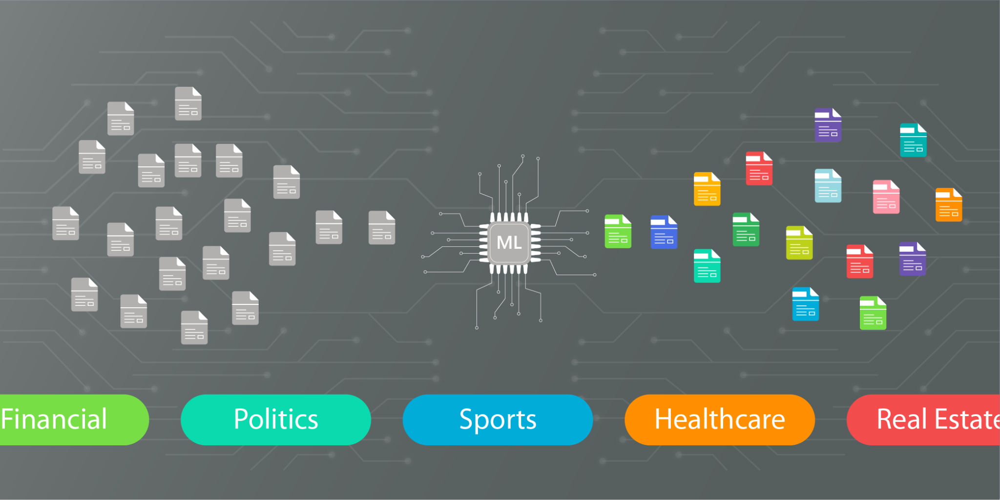 ML
Financial
Politics
Sports
Healthcare
Real Estate